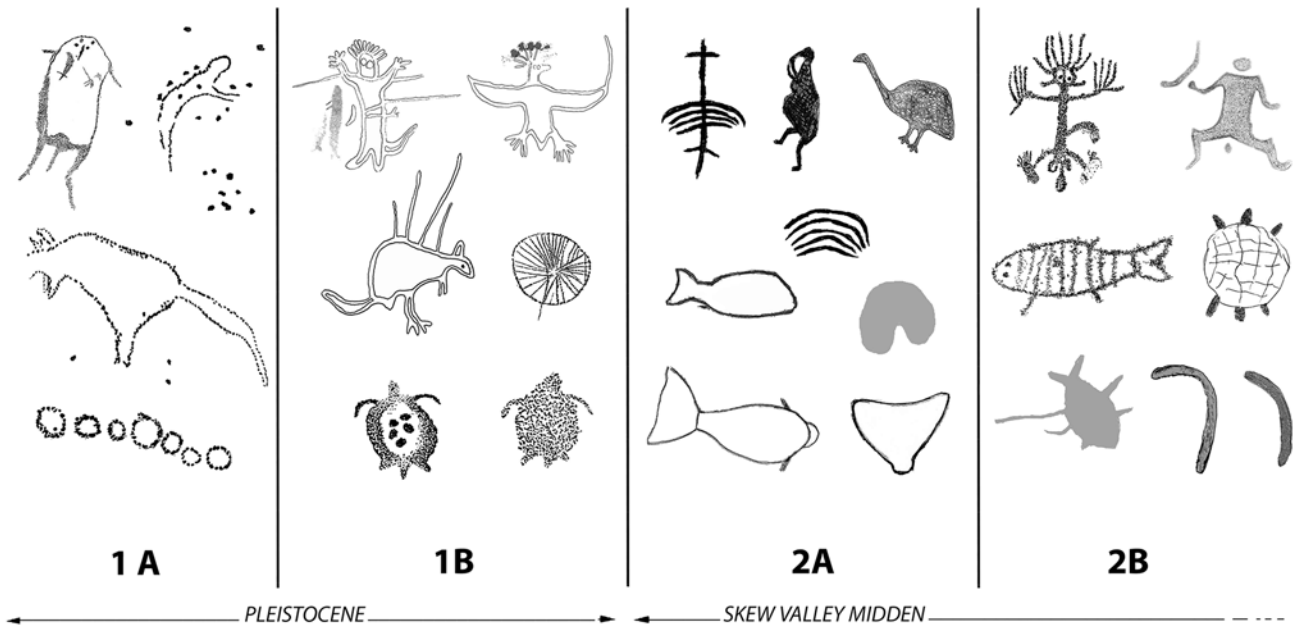 1 A
1B
2A
2B
PLEISTOCENE
SKEW VALLEY MIDDEN